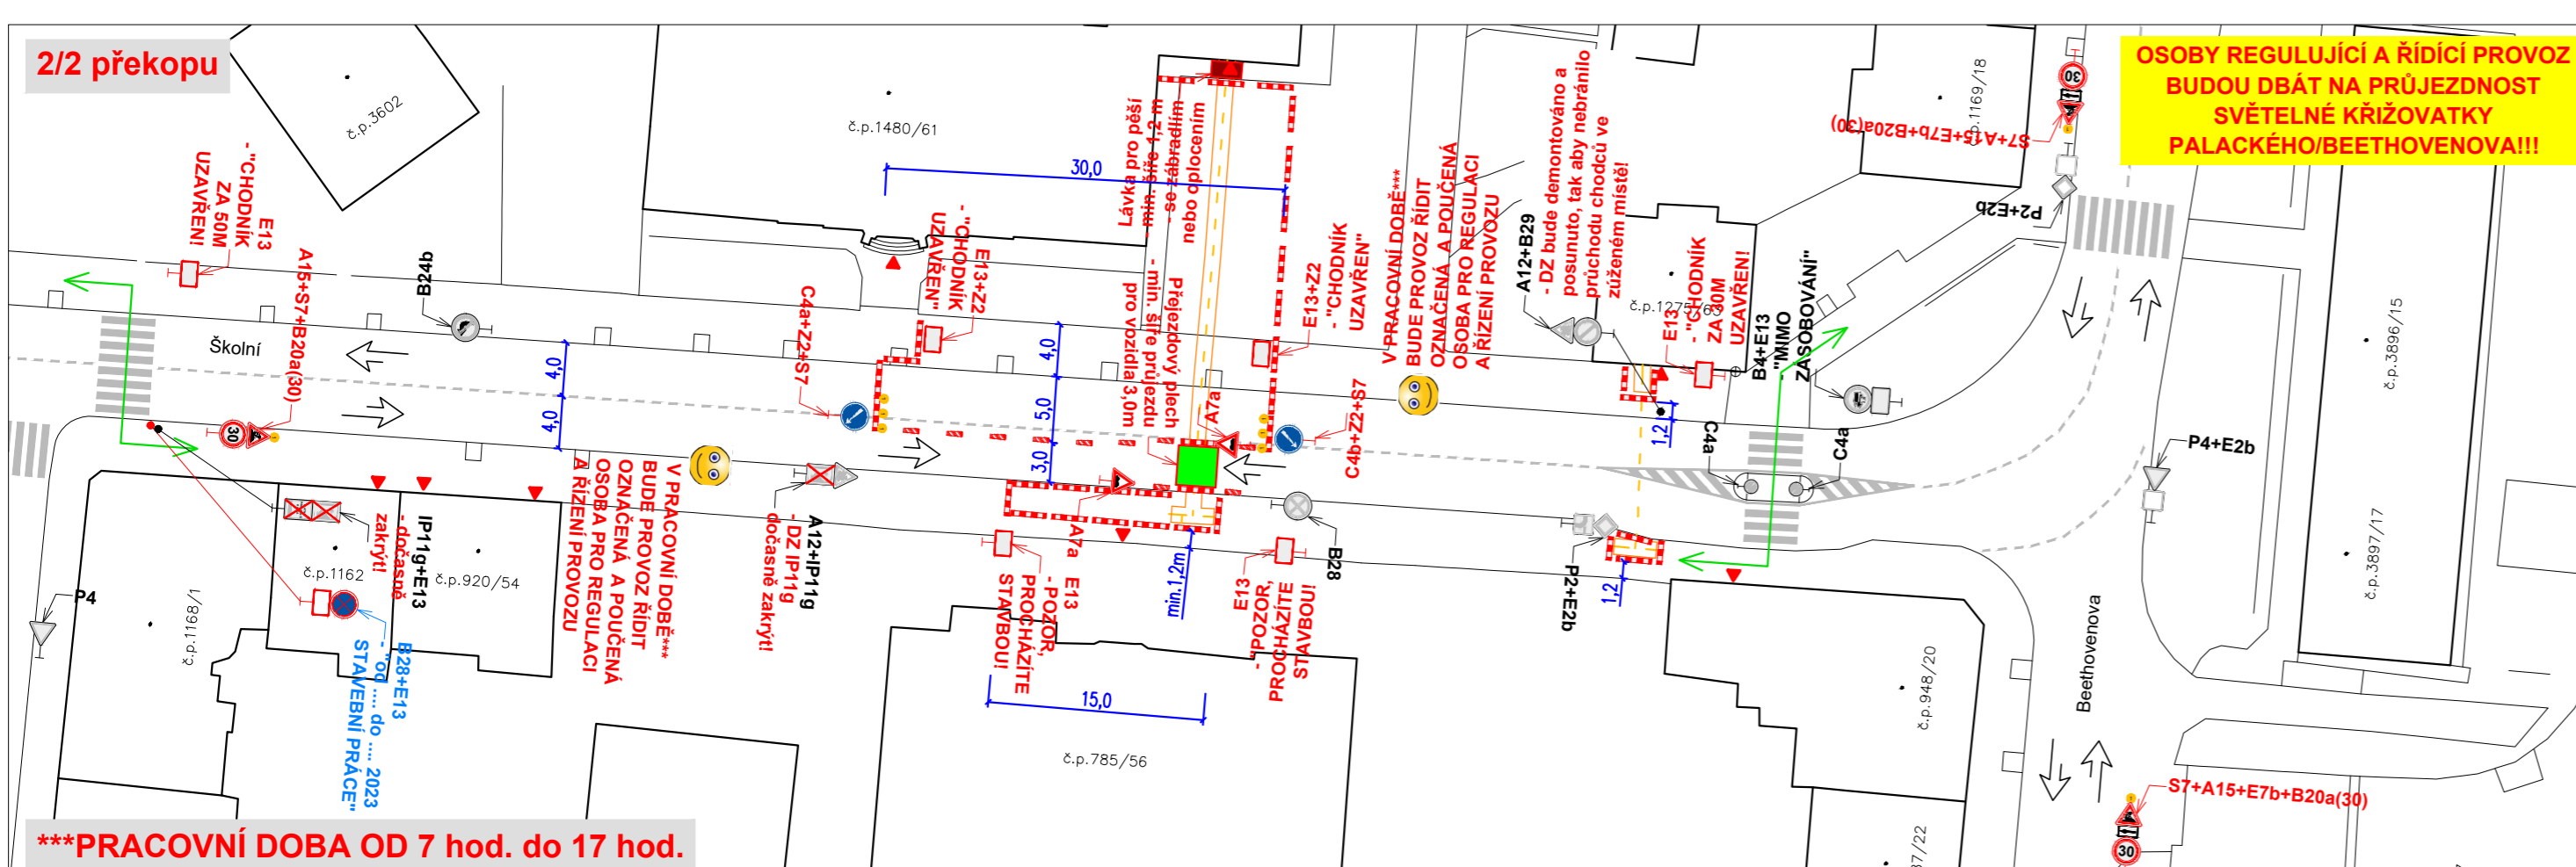 2/2 překopu
OSOBY REGULUJÍCÍ A ŘÍDÍCÍ PROVOZ
BUDOU DBÁT NA PRŮJEZDNOST
SVĚTELNÉ KŘIŽOVATKY
PALACKÉHO/BEETHOVENOVA!!!
č.p.3602
č.p.1480/61
č.p.1169/18
30
S7+A15+E7b+B20a(30)
P2+E2b
E13
- "CHODNÍK
ZA 50M
UZAVŘEN!
A15+S7+B20a(30)
B24b
Školní
30
4,0
4,0
30,0
E13+Z2
- "CHODNÍK
UZAVŘEN"
C4a+Z2+S7
Lávka pro pěší
- min. šíře 1,2 m
- se zábradlím
nebo oplocením
Přejezdový plech
- min. šíře průjezdu
pro vozidla 3,0m
4,0
5,0
3,0
A7a
E13+Z2
- "CHODNÍK
UZAVŘEN"
C4b+Z2+S7
V PRACOVNÍ DOBĚ***
BUDE PROVOZ ŘÍDIT
OZNAČENÁ A POUČENÁ
OSOBA PRO REGULACI
A ŘÍZENÍ PROVOZU
A12+B29
- DZ bude demontováno a
posunuto, tak aby nebránilo
průchodu chodců ve
zúženém místě!
č.p.1275/63
E13
- "CHODNÍK
ZA 30M
UZAVŘEN!
B4+E13
- "MIMO
ZÁSOBOVÁNÍ"
1,2
C4a
C4a
P4+E2b
č.p.3896/15
č.p.3897/17
P4
č.p.1168/1
č.p.1162
IP11g+E13
- dočasně
zakrýt!
č.p.920/54
B28+E13
- "od .... do .... 2023
STAVEBNÍ PRÁCE"
V PRACOVNÍ DOBĚ***
BUDE PROVOZ ŘÍDIT
OZNAČENÁ A POUČENÁ
OSOBA PRO REGULACI
A ŘÍZENÍ PROVOZU
A12+IP11g
- DZ IP11g
dočasně zakrýt!
A7a
E13
- "POZOR,
PROCHÁZÍTE
STAVBOU!
min.1,2m
15,0
E13
- "POZOR,
PROCHÁZÍTE
STAVBOU!
B28
P2+E2b
1,2
č.p.785/56
č.p.948/20
Beethovenova
S7+A15+E7b+B20a(30)
30
***PRACOVNÍ DOBA OD 7 hod. do 17 hod.